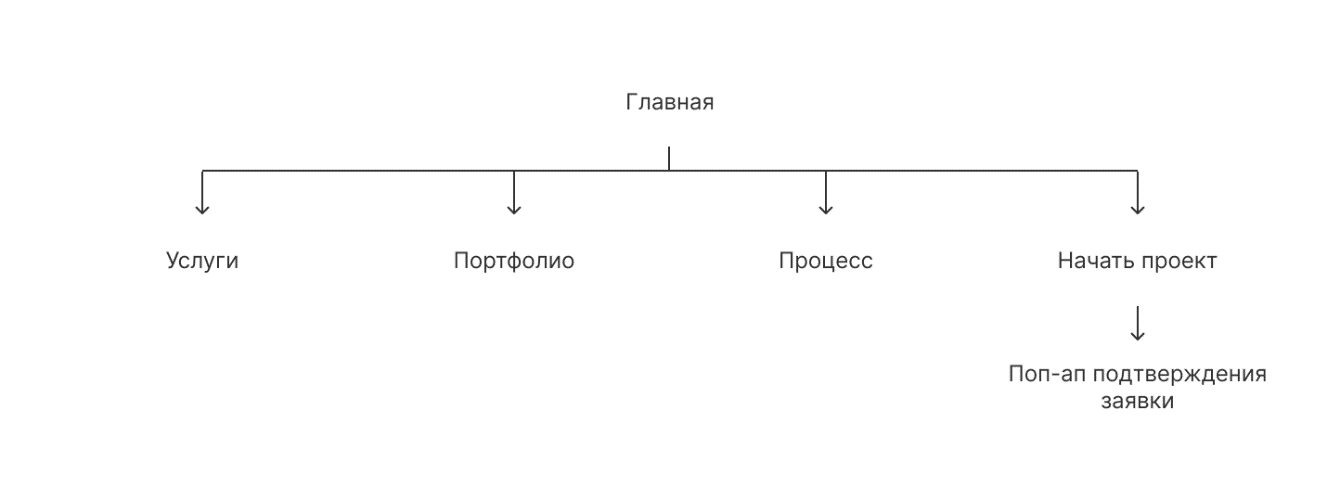 Главная
Услуги
Портфолио
Процесс
Начать проект
Поп-ап подтверждения
заявки